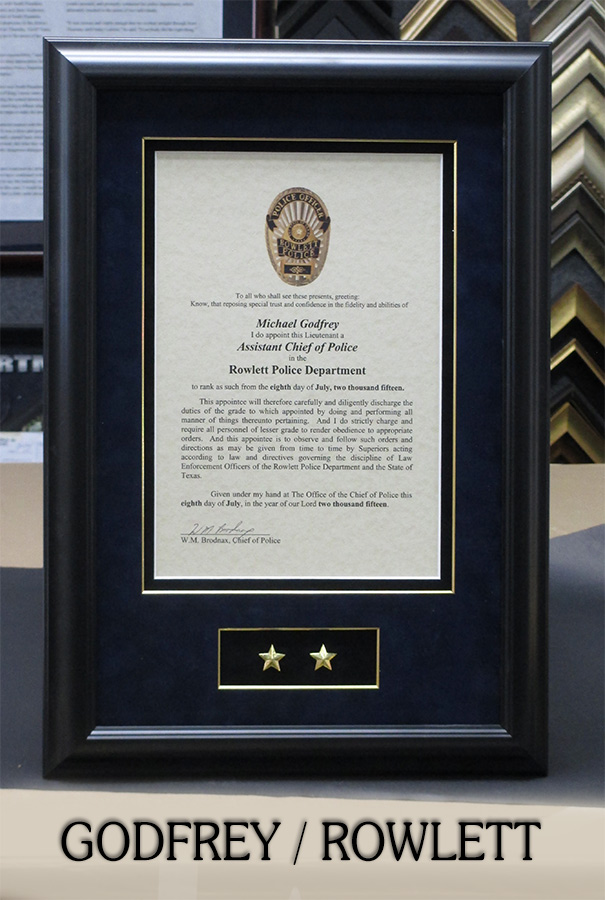 POLICE OFFICER
ROWLETT
POLICE
To all who shall see these presents, greeting:
Know, that reposing special trust and confidence in the fidelity and abilities of
Michael Godfrey
I do appoint this Lieutenant a
Assistant Chief of Police
in the
Rowlett Police Department
to rank as such from the eighth day of July, two thousand fifteen.
This appointee will therefore carefully and diligently discharge the
duties of the grade to which appointed by doing and performing all
manner of things thereunto pertaining. And I do strictly charge and
require all personnel of lesser grade to render obedience to appropriate
orders. And this appointee is to observe and follow such orders and
directions as may be given from time to time by Superiors acting
according to law and directives governing the discipline of Law
Enforcement Officers of the Rowlett Police Department and the State of
Texas.
Given under my hand at The Office of the Chief of Police this
eighth day of July, in the year of our Lord two thousand fifteen.
W.M. Brodnax
W.M. Brodnax, Chief of Police
GODFREY / ROWLETT